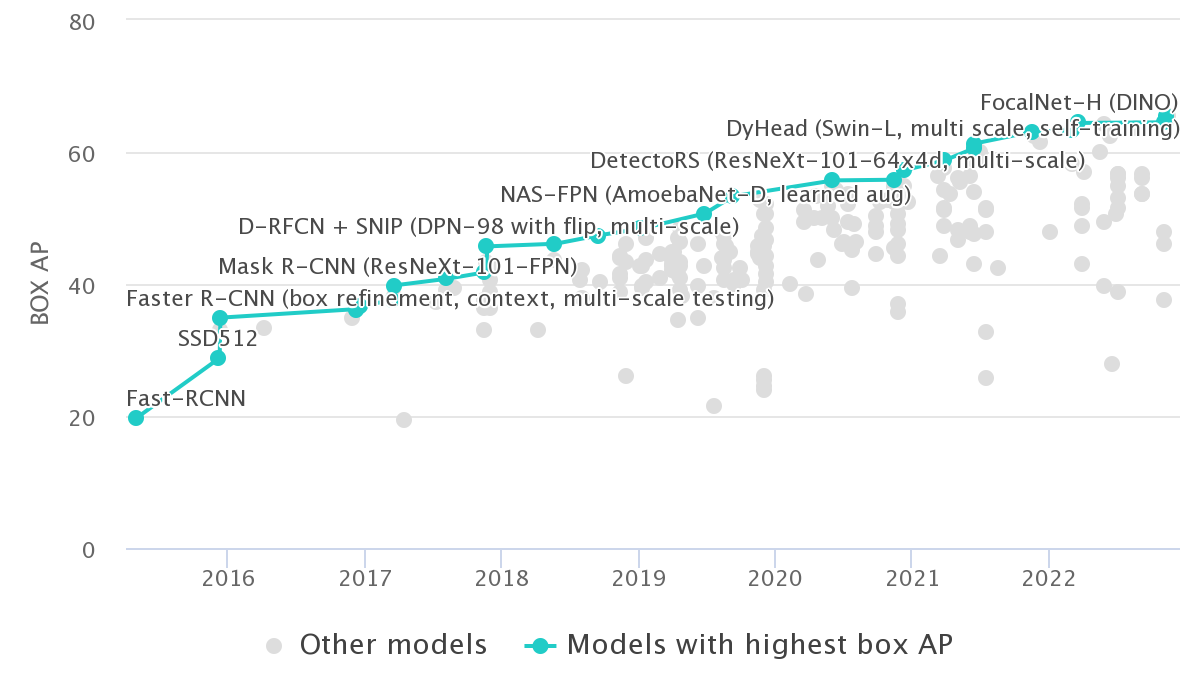 80
FocalNet-H (DINO)
DyHead (Swin-L, multi scale, self-training)
60
DetectoRS (ResNeXt-101-64x4d, multi-scale)
NAS-FPN (AmoebaNet-D, learned aug)
D-RFCN + SNIP (DPN-98 with flip, multi-scale)
Mask R-CNN (ResNeXt-101-FPN)
BOX AP
40
Faster R-CNN (box refinement, context, multi-scale testing)
SSD512
Fast-RCNN
20
0
2016 2017 2018 2019 2020 2021 2022
Other models Models with highest box AP